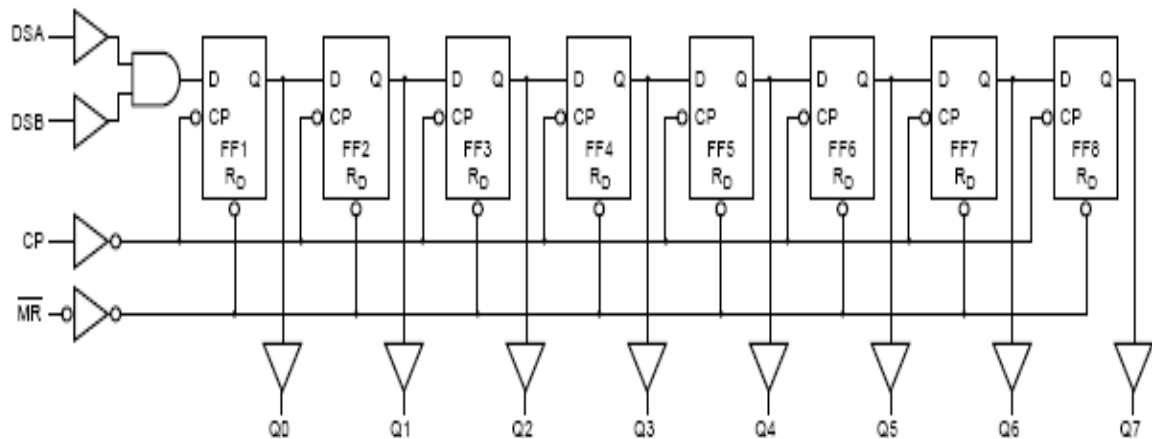 DSA
DSB
D Q D Q D Q D Q D Q D Q D Q D Q
CP CP CP CP CP CP CP CP
FF1 FF2 FF3 FF4 FF5 FF6 FF7 FF8
RD RD RD RD RD RD RD RD
CP
MR
Q0 Q1 Q2 Q3 Q4 Q5 Q6 Q7